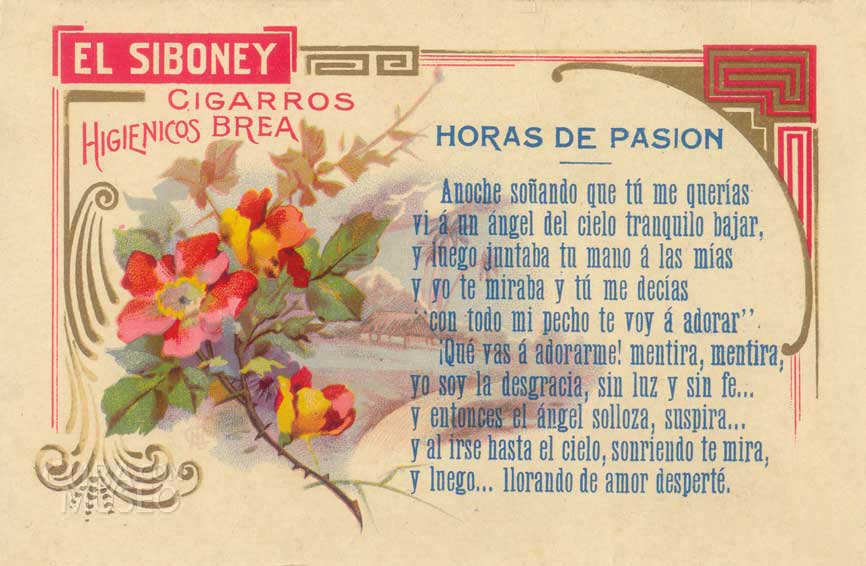 EL SIBONEY
CIGARROS
HIGIENICOS BREA
HORAS DE PASION
Anoche soñando que tú me querías
vi á un ángel del cielo tranquilo bajar,
y luego juntaba tu mano á las mías
y yo te miraba y tú me decías
"con todo mi pecho te voy á adorar"
¡Qué vas á adorarme! mentira, mentira;
yo soy la desgracia, sin luz y sin fe...
y entonces el ángel solloza, suspira...
y al irse hasta el cielo, sonriendo te mira,
y luego... llorando de amor desperté.
MUSEO